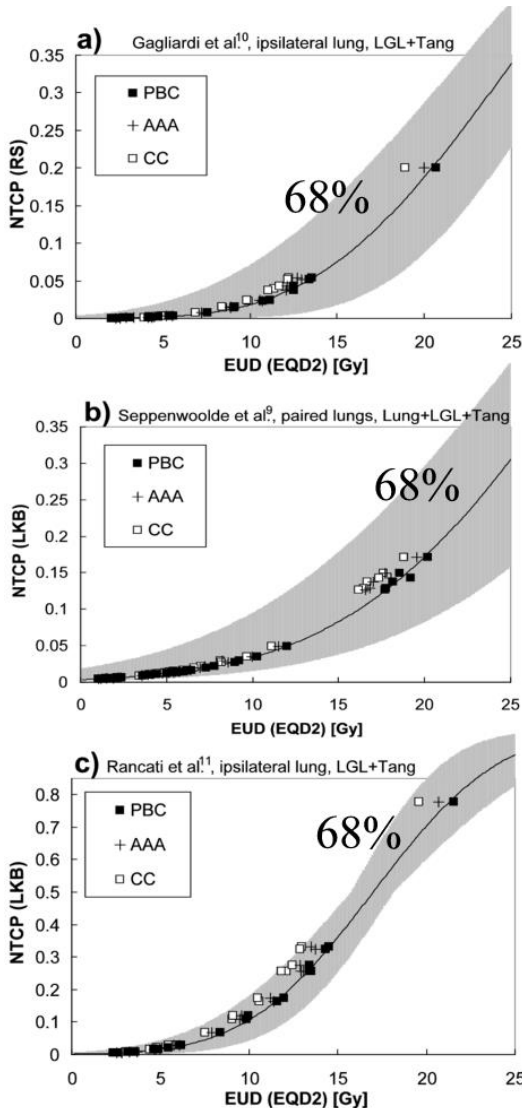 a) Gagliardi et al.10, ipsilateral lung, LGL+Tang
0.35
0.3
0.25
0.2
0.15
0.1
0.05
0
NTCP (RS)
PBC
AAA
CC
68%
0 5 10 15 20 25
EUD (EQD2) [Gy]
b) Seppenwoolde et al.9, paired lungs, Lung+LGL+Tang
0.35
0.3
0.25
0.2
0.15
0.1
0.05
0
NTCP (LKB)
PBC
AAA
CC
68%
0 5 10 15 20 25
EUD (EQD2) [Gy]
c) Rancati et al.11, ipsilateral lung, LGL+Tang
0.8
0.7
0.6
0.5
0.4
0.3
0.2
0.1
0
NTCP (LKB)
PBC
AAA
CC
68%
0 5 10 15 20 25
EUD (EQD2) [Gy]